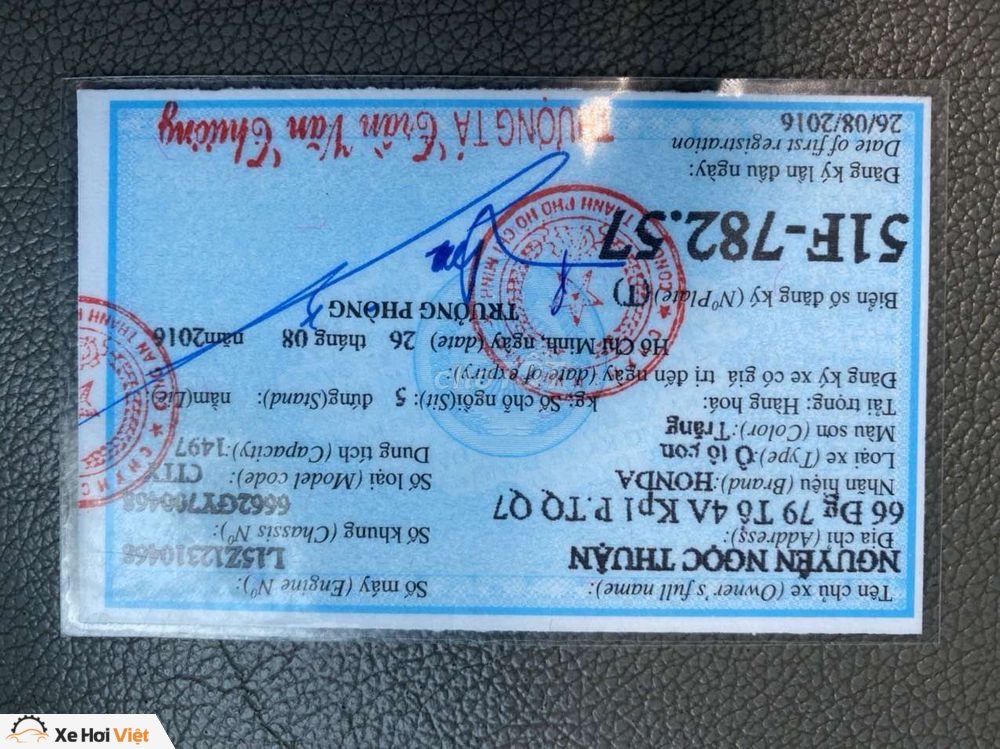 Tên chủ xe (Owner's full name):
NGUYỄN NGỌC THUẬN
Địa chỉ (Address):
66 Đg 79 Tổ 4A Kp1 P.TQ Q7
Nhãn hiệu (Brand): HONDA
Loại xe (Type): Ô tô con
Màu sơn (Color): Trắng
Tải trọng: Hàng hoá: kg;
Số máy (Engine N°):
L15Z12310468
Số khung (Chassis N°):
6662GY700468
Số loại (Model code): CITY
Dung tích (Capacity): 1497
Số chỗ ngồi(Sit): 5 đứng(Stand): nằm(Lie):
Đăng ký xe có giá trị đến ngày (date of expiry):
Hồ Chí Minh, ngày (date) 26 tháng 08 năm2016
Biển số đăng ký (N°Plate) (T)
51F-782.57
Đăng ký lần đầu ngày:
Date of first registration
26/08/2016
TRƯỞNG PHÒNG
TRƯỢNG TÁ Trần Văn Thương
Xe Hơi Việt